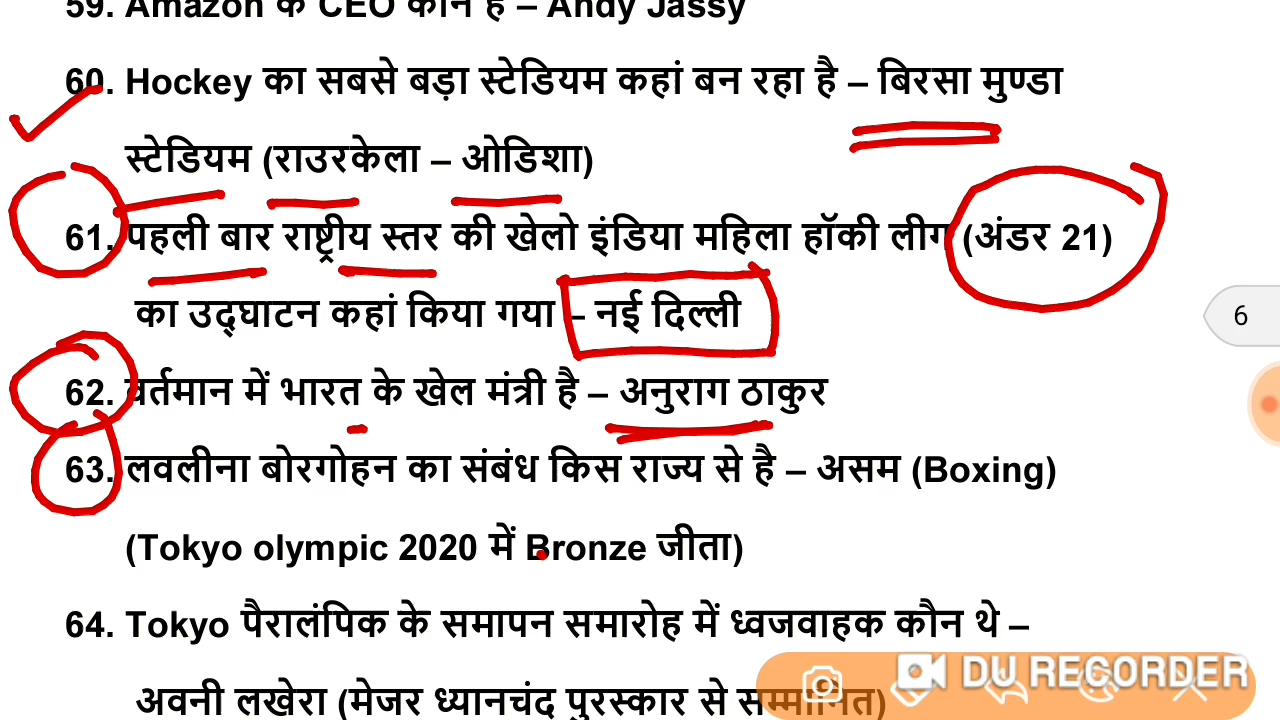 59. Amazon के CEO कौन है – Andy Jassy
60. Hockey का सबसे बड़ा स्टेडियम कहां बन रहा है – बिरसा मुण्डा
स्टेडियम (राउरकेला – ओडिशा)
61. पहली बार राष्ट्रीय स्तर की खेलो इंडिया महिला हॉकी लीग (अंडर 21)
का उद्घाटन कहां किया गया – नई दिल्ली
6
62. वर्तमान में भारत के खेल मंत्री है – अनुराग ठाकुर
63. लवलीना बोरगोहन का संबंध किस राज्य से है – असम (Boxing)
(Tokyo olympic 2020 में Bronze जीता)
64. Tokyo पैरालंपिक के समापन समारोह में ध्वजवाहक कौन थे –
अवनी लखेरा (मेजर ध्यानचंद पुरस्कार से सम्मानित)
DU RECORDER